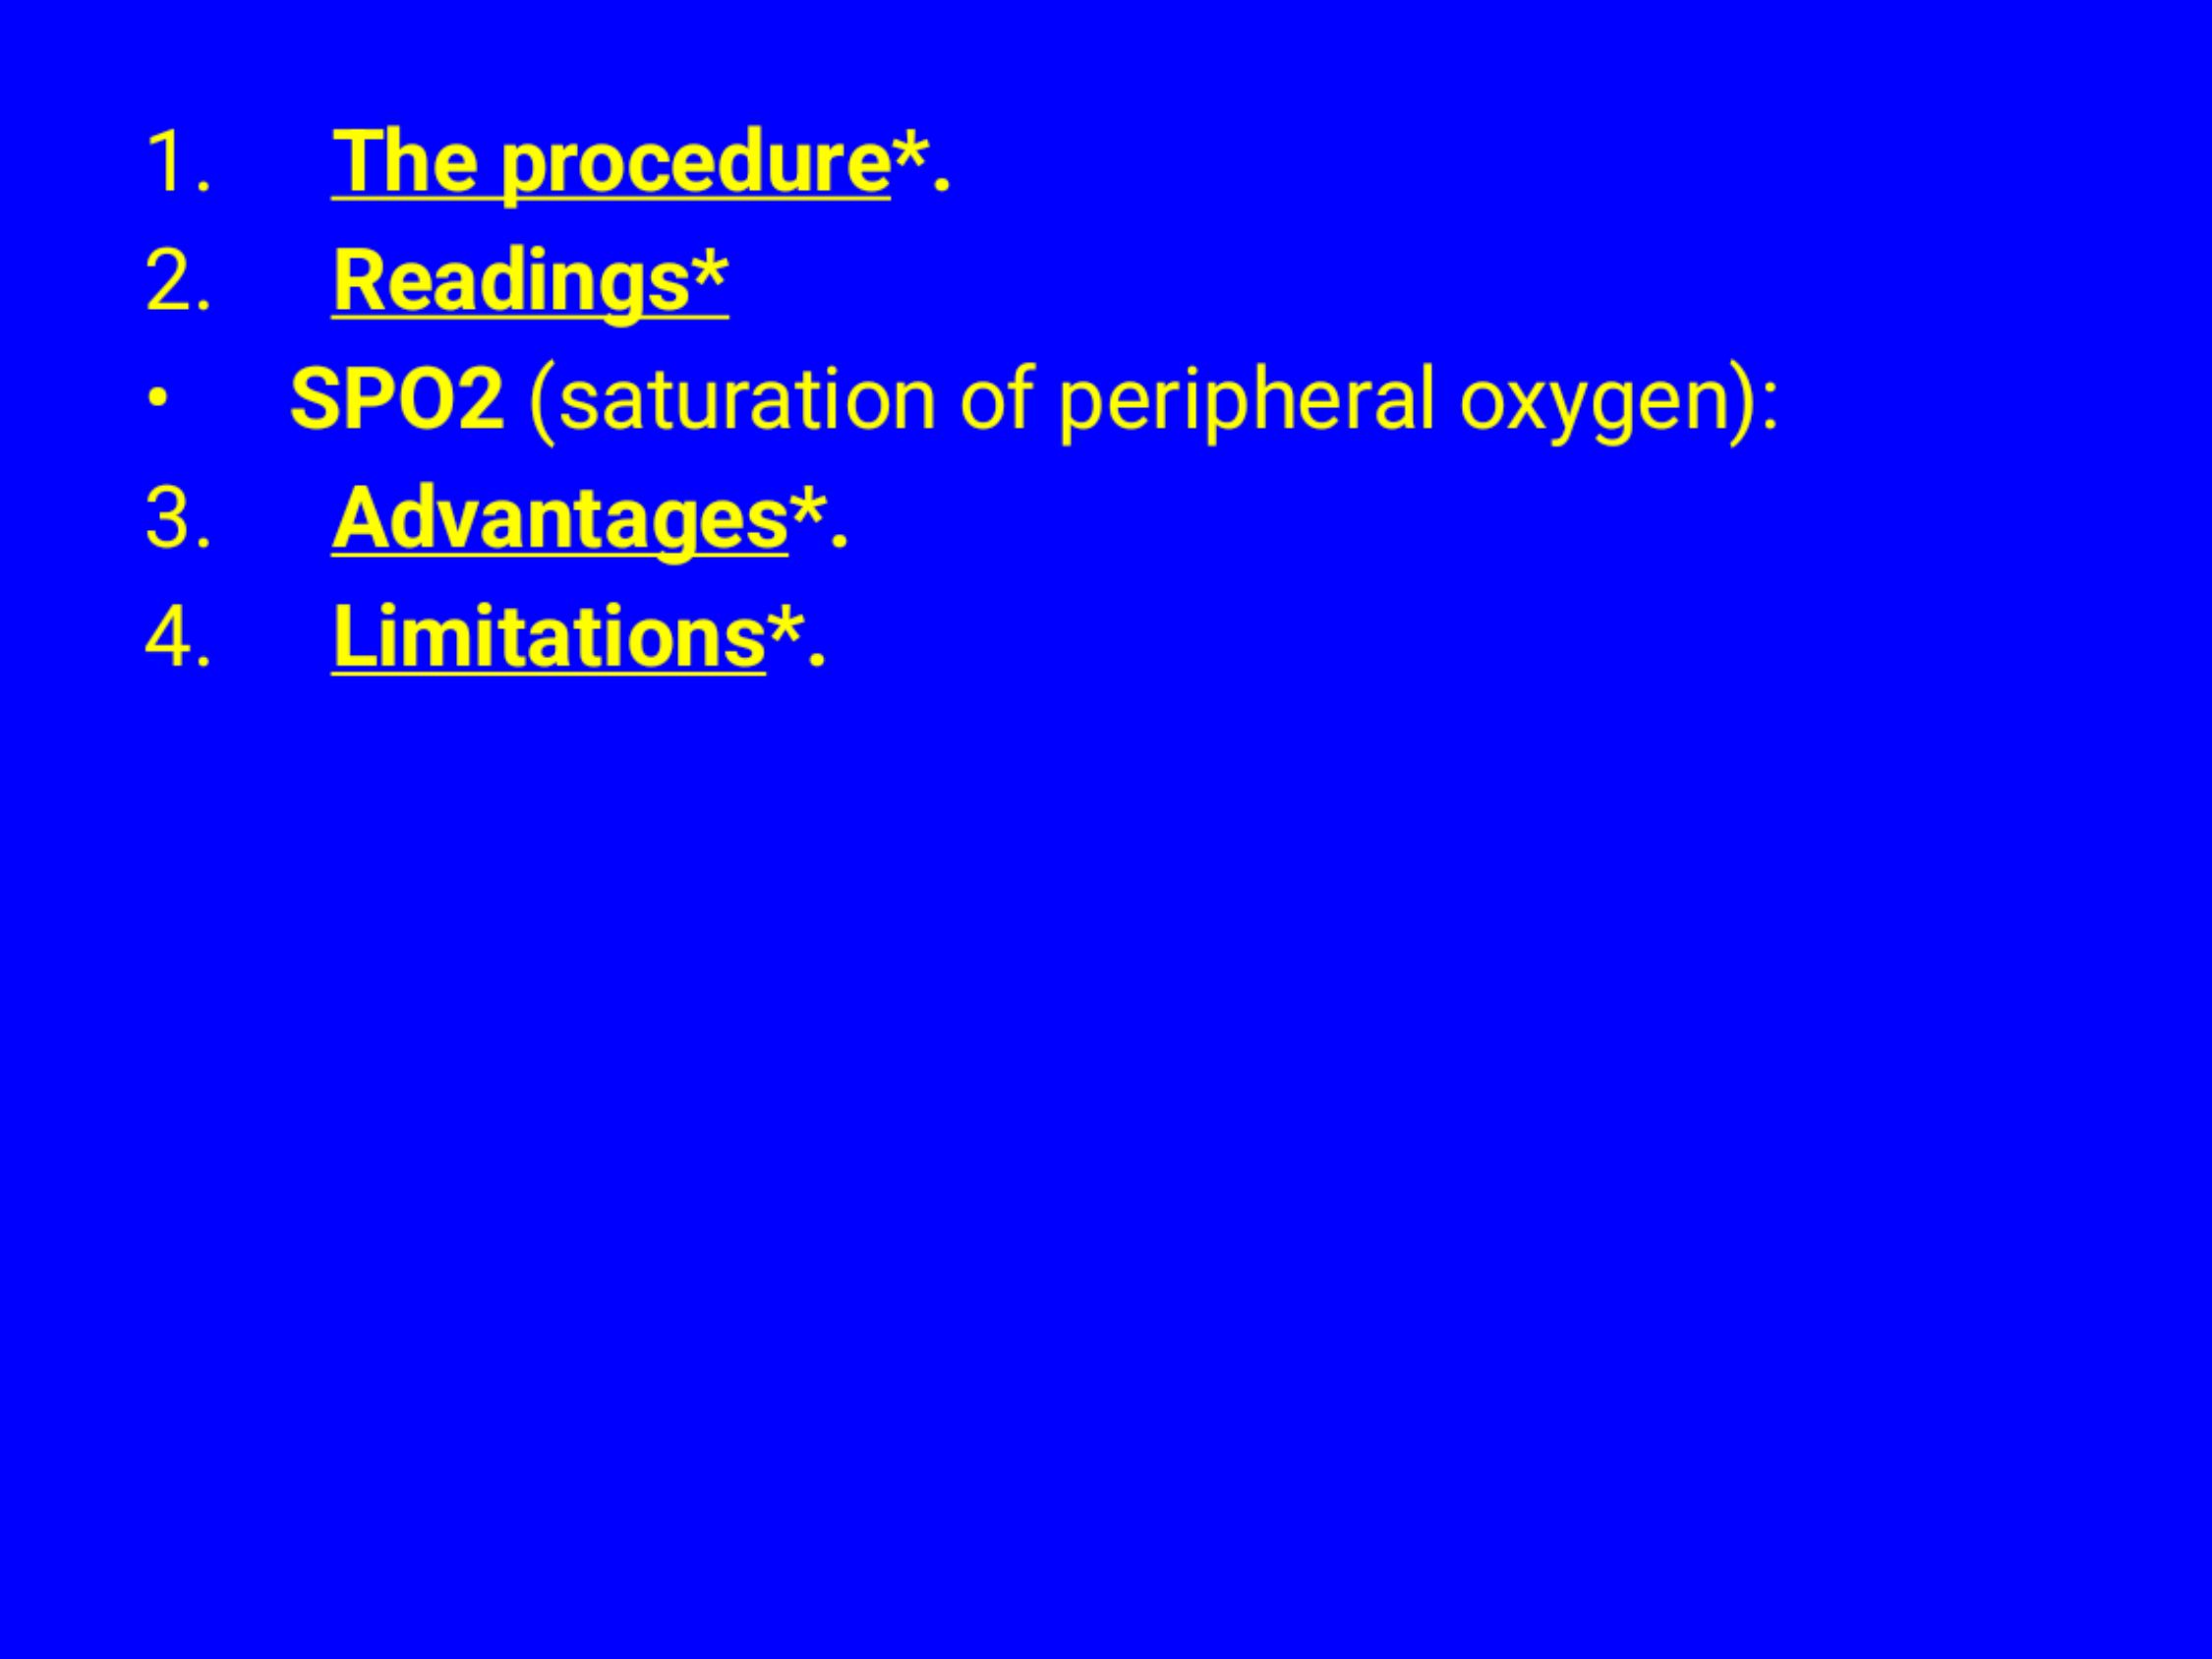 1. The procedure*.
2. Readings*
• SPO2 (saturation of peripheral oxygen):
3. Advantages*.
4. Limitations*.